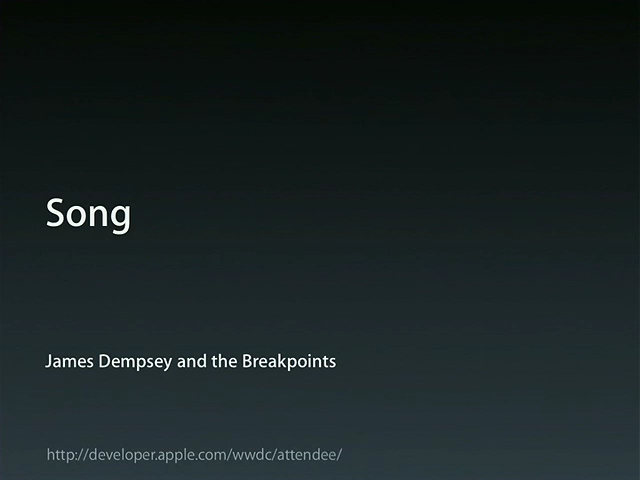 Song
James Dempsey and the Breakpoints
http://developer.apple.com/wwdc/attendee/